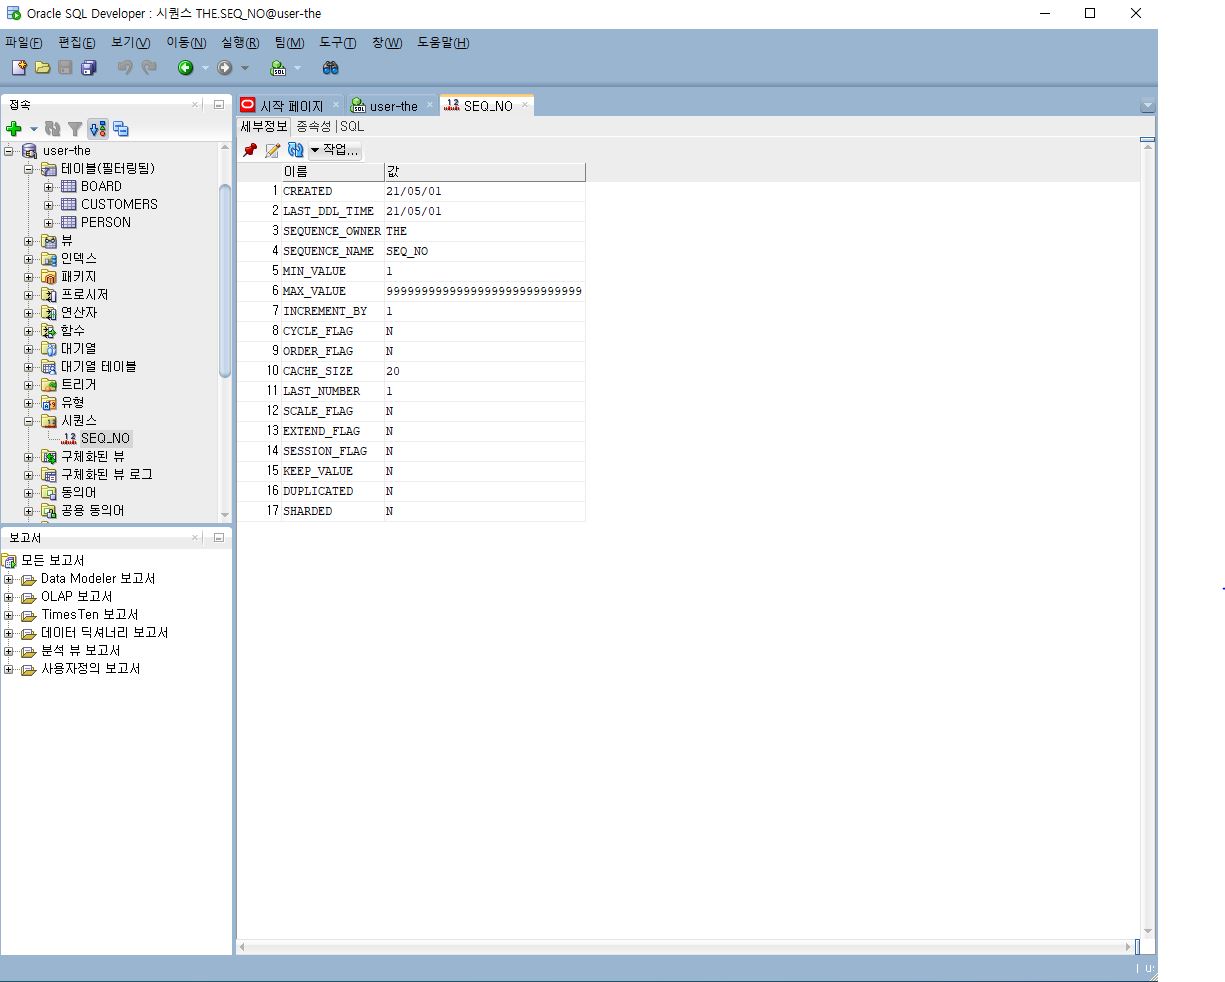 Oracle SQL Developer : 시퀀스 THE.SEQ_NO@user-the
파일(F) 편집(E) 보기(V) 이동(N) 실행(R) 팀(M) 도구(T) 창(W) 도움말(H)
접속
user-the
테이블(필터링됨)
BOARD
CUSTOMERS
PERSON
뷰
인덱스
패키지
프로시저
연산자
함수
대기열
대기열 테이블
트리거
유형
시퀀스
SEQ_NO
구체화된 뷰
구체화된 뷰 로그
동의어
공용 동의어
보고서
모든 보고서
Data Modeler 보고서
OLAP 보고서
TimesTen 보고서
데이터 딕셔너리 보고서
분석 뷰 보고서
사용자정의 보고서
시작 페이지 user-the SEQ_NO
세부정보 종속성 SQL
작업...
이름 값
1 CREATED 21/05/01
2 LAST_DDL_TIME 21/05/01
3 SEQUENCE_OWNER THE
4 SEQUENCE_NAME SEQ_NO
5 MIN_VALUE 1
6 MAX_VALUE 9999999999999999999999999999
7 INCREMENT_BY 1
8 CYCLE_FLAG N
9 ORDER_FLAG N
10 CACHE_SIZE 20
11 LAST_NUMBER 1
12 SCALE_FLAG N
13 EXTEND_FLAG N
14 SESSION_FLAG N
15 KEEP_VALUE N
16 DUPLICATED N
17 SHARDED N